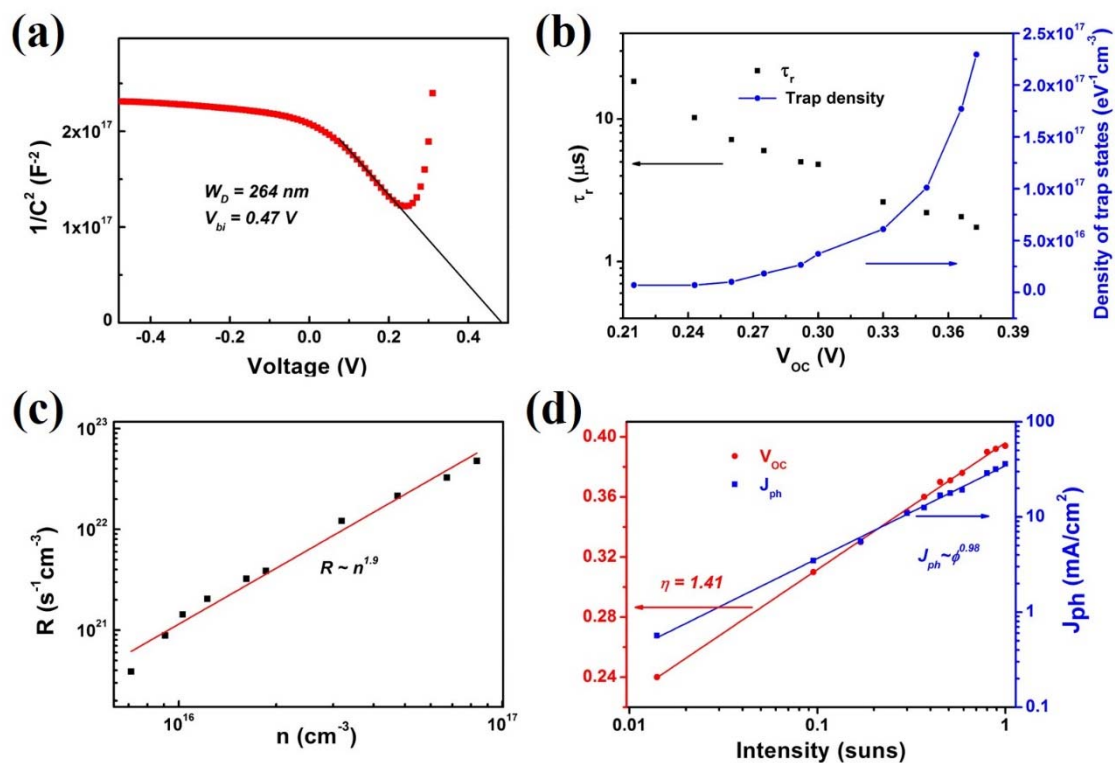 (a)
1/C² (F⁻²)
2x10¹⁷
1x10¹⁷
0
W_D = 264 nm
V_bi = 0.47 V
-0.4 -0.2 0.0 0.2 0.4
Voltage (V)
(b)
τ_r (μs)
10
1
τ_r
Trap density
2.5x10¹⁷
2.0x10¹⁷
1.5x10¹⁷
1.0x10¹⁷
5.0x10¹⁶
0.0
Density of trap states (eV⁻¹cm⁻³)
0.21 0.24 0.27 0.30 0.33 0.36 0.39
V_OC (V)
(c)
R (s⁻¹cm⁻³)
10²³
10²²
10²¹
R ~ n^1.9
10¹⁶ 10¹⁷
n (cm⁻³)
(d)
0.40
0.36
0.32
0.28
0.24
V_OC
J_ph
η = 1.41
J_ph~ϕ^0.98
100
10
1
0.1
Jph (mA/cm²)
0.01 0.1 1
Intensity (suns)